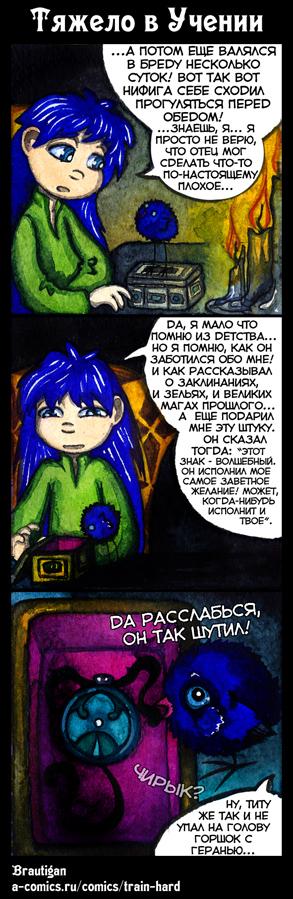 Тяжело в Учении
...А ПОТОМ ЕЩЕ ВАЛЯЛСЯ
В БРЕДУ НЕСКОЛЬКО
СУТОК! ВОТ ТАК ВОТ
НИФИГА СЕБЕ СХОДИЛ
ПРОГУЛЯТЬСЯ ПЕРЕД
ОБЕДОМ!
...ЗНАЕШЬ, Я... Я
ПРОСТО НЕ ВЕРЮ,
ЧТО ОТЕЦ МОГ
СДЕЛАТЬ ЧТО-ТО
ПО-НАСТОЯЩЕМУ
ПЛОХОЕ...
ДА, Я МАЛО ЧТО
ПОМНЮ ИЗ ДЕТСТВА...
НО Я ПОМНЮ, КАК ОН
ЗАБОТИЛСЯ ОБО МНЕ!
И КАК РАССКАЗЫВАЛ
О ЗАКЛИНАНИЯХ,
И ЗЕЛЬЯХ, И ВЕЛИКИХ
МАГАХ ПРОШЛОГО...
А ЕЩЕ ПОДАРИЛ
МНЕ ЭТУ ШТУКУ.
ОН СКАЗАЛ
ТОГДА: "ЭТОТ
ЗНАК - ВОЛШЕБНЫЙ.
ОН ИСПОЛНИЛ МОЕ
САМОЕ ЗАВЕТНОЕ
ЖЕЛАНИЕ! МОЖЕТ,
КОГДА-НИБУДЬ
ИСПОЛНИТ И
ТВОЕ".
ДА РАССЛАБЬСЯ,
ОН ТАК ШУТИЛ!
ЧИРЫК?
НУ, ТИТУ
ЖЕ ТАК И НЕ
УПАЛ НА ГОЛОВУ
ГОРШОК С
ГЕРАНЬЮ...
Brautigan
a-comics.ru/comics/train-hard